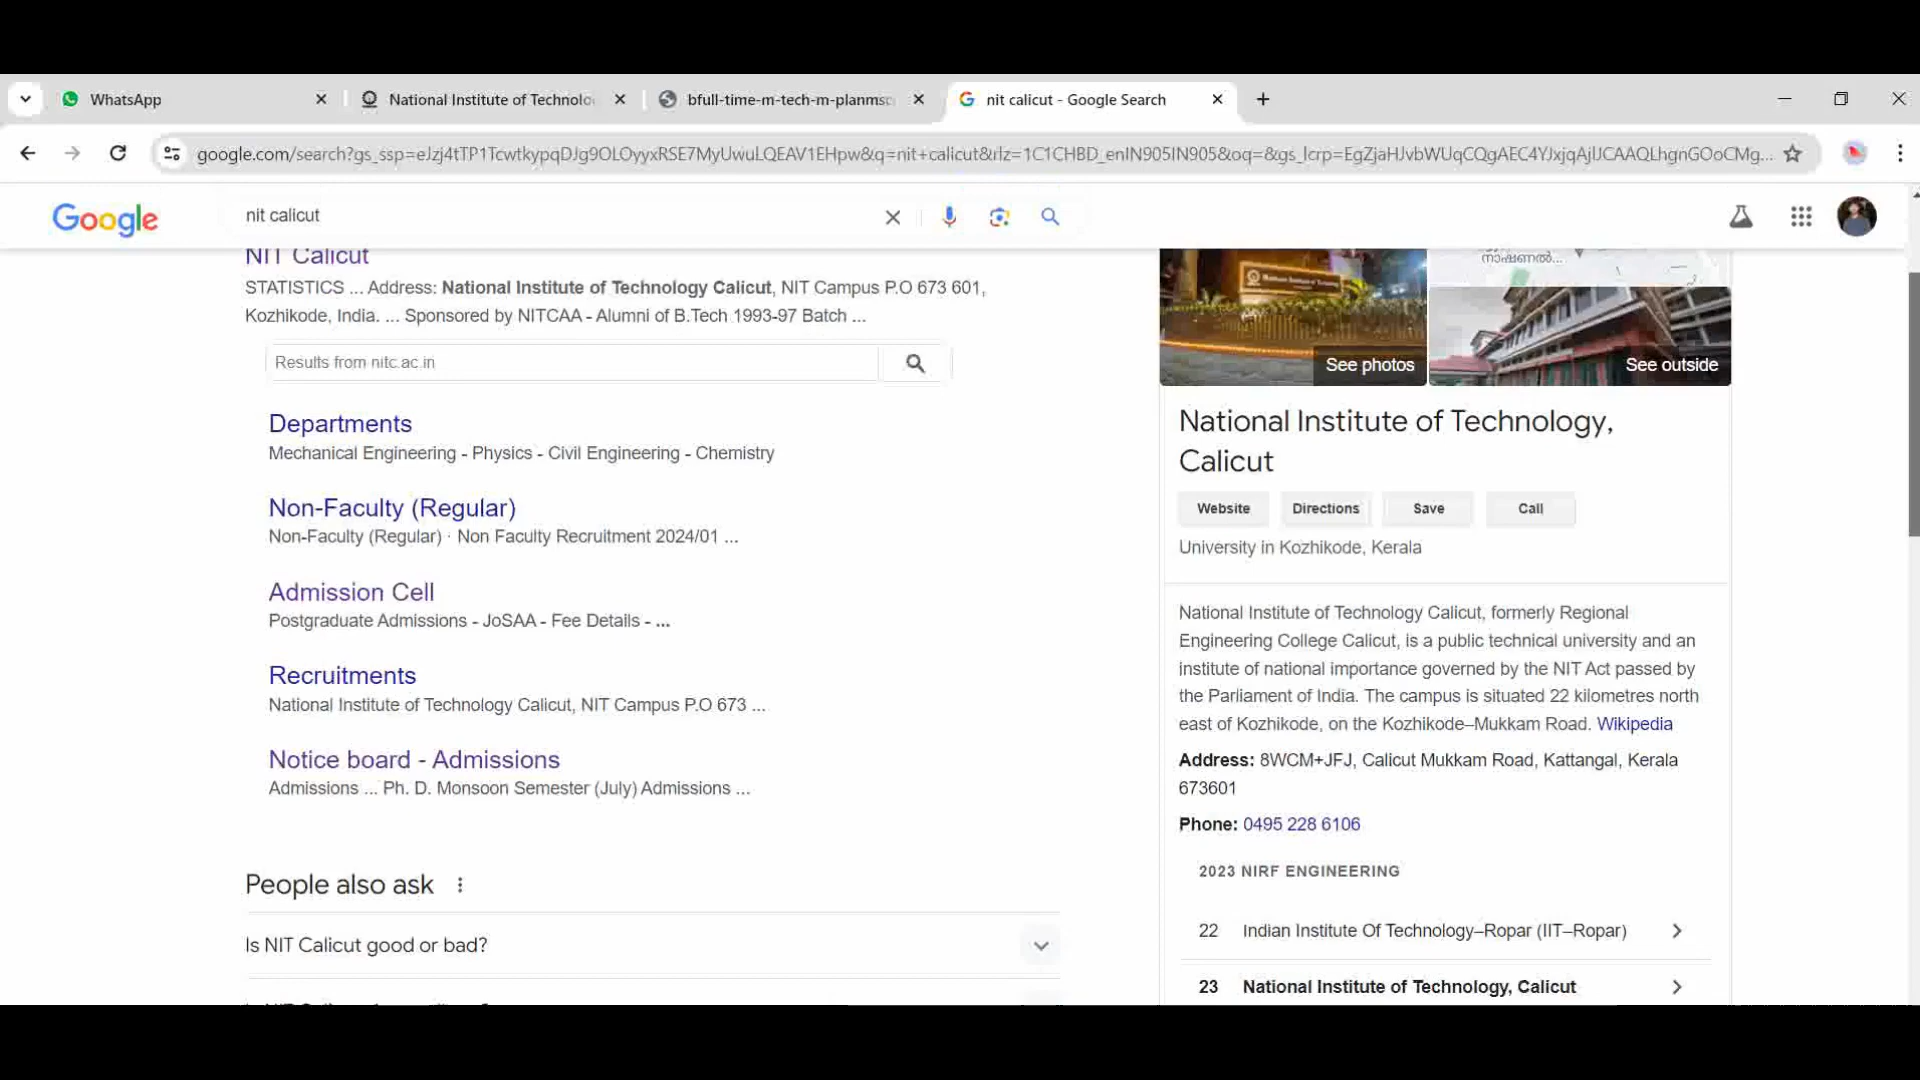 WhatsApp
National Institute of Technolo
bfull-time-m-tech-m-planmsc
nit calicut - Google Search
google.com/search?gs_ssp=eJzj4tTP1TcwtkypqDJg9OLOyyxRSE7MyUwuLQEAV1EHpw&q=nit+calicut&rlz=1C1CHBD_enIN905IN905&oq=&gs_lcrp=EgZjaHJvbWUqCQgAEC4YJxjqAjIJCAAQLhgnGOoCMg...
Google
nit calicut
NIT Calicut
STATISTICS ... Address: National Institute of Technology Calicut, NIT Campus P.O 673 601,
Kozhikode, India. ... Sponsored by NITCAA - Alumni of B.Tech 1993-97 Batch ...
Results from nitc.ac.in
Departments
Mechanical Engineering - Physics - Civil Engineering - Chemistry
Non-Faculty (Regular)
Non-Faculty (Regular) · Non Faculty Recruitment 2024/01 ...
Admission Cell
Postgraduate Admissions - JoSAA - Fee Details - ...
Recruitments
National Institute of Technology Calicut, NIT Campus P.O 673 ...
Notice board - Admissions
Admissions ... Ph. D. Monsoon Semester (July) Admissions ...
People also ask
Is NIT Calicut good or bad?
നാഷണൽ...
See photos
See outside
National Institute of Technology,
Calicut
Website
Directions
Save
Call
University in Kozhikode, Kerala
National Institute of Technology Calicut, formerly Regional
Engineering College Calicut, is a public technical university and an
institute of national importance governed by the NIT Act passed by
the Parliament of India. The campus is situated 22 kilometres north
east of Kozhikode, on the Kozhikode–Mukkam Road. Wikipedia
Address: 8WCM+JFJ, Calicut Mukkam Road, Kattangal, Kerala
673601
Phone: 0495 228 6106
2023 NIRF ENGINEERING
22 Indian Institute Of Technology–Ropar (IIT–Ropar)
23 National Institute of Technology, Calicut